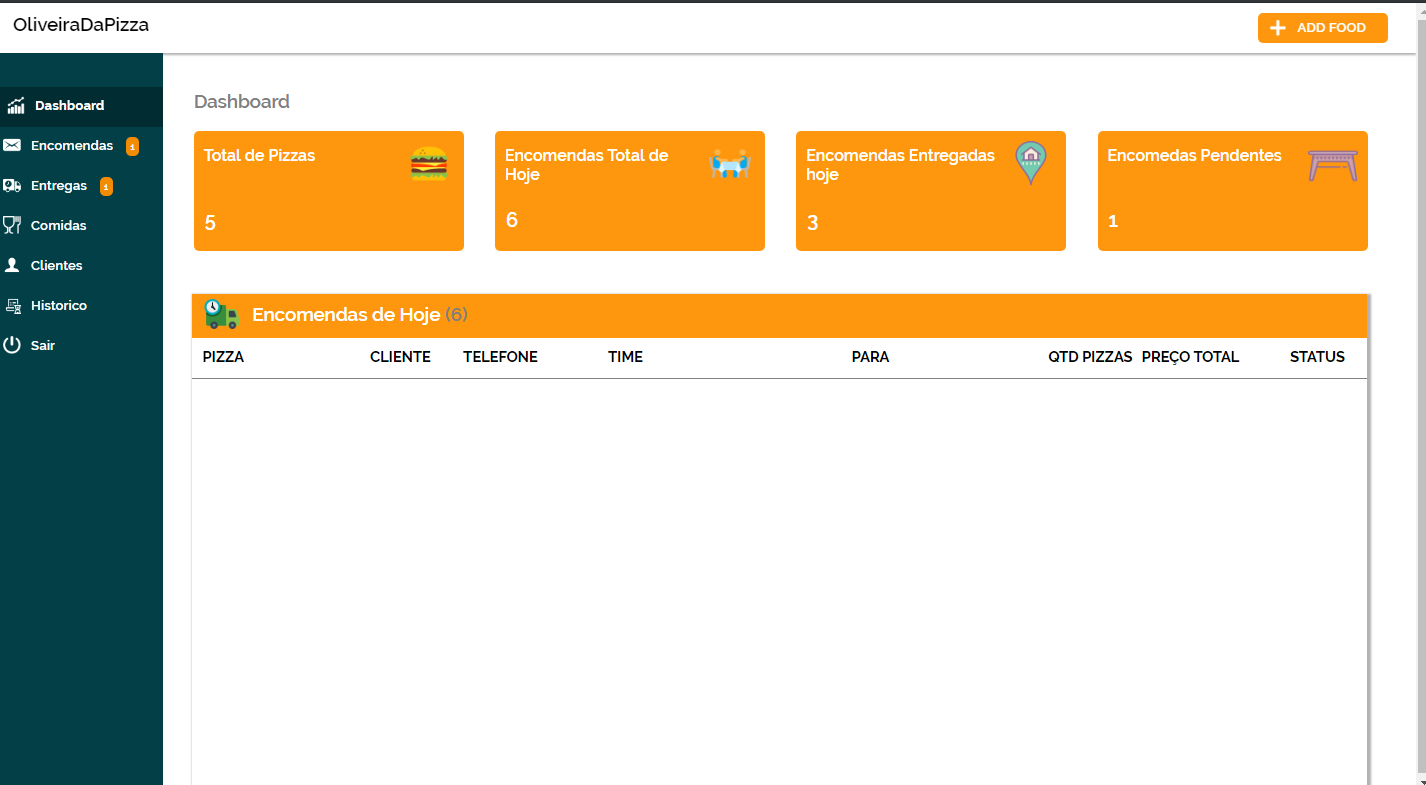 OliveiraDaPizza
ADD FOOD
Dashboard
Encomendas 1
Entregas 1
Comidas
Clientes
Historico
Sair
Dashboard
Total de Pizzas
5
Encomendas Total de
Hoje
6
Encomendas Entregadas
hoje
3
Encomedas Pendentes
1
Encomendas de Hoje (6)
PIZZA CLIENTE TELEFONE TIME PARA QTD PIZZAS PREÇO TOTAL STATUS